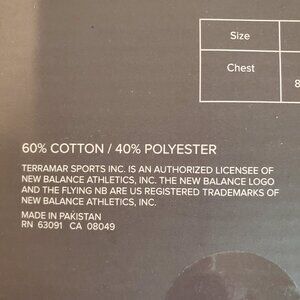 Size
Chest
8
60% COTTON / 40% POLYESTER
TERRAMAR SPORTS INC. IS AN AUTHORIZED LICENSEE OF
NEW BALANCE ATHLETICS, INC. THE NEW BALANCE LOGO
AND THE FLYING NB ARE US REGISTERED TRADEMARKS OF
NEW BALANCE ATHLETICS, INC.
MADE IN PAKISTAN
RN 63091 CA 08049